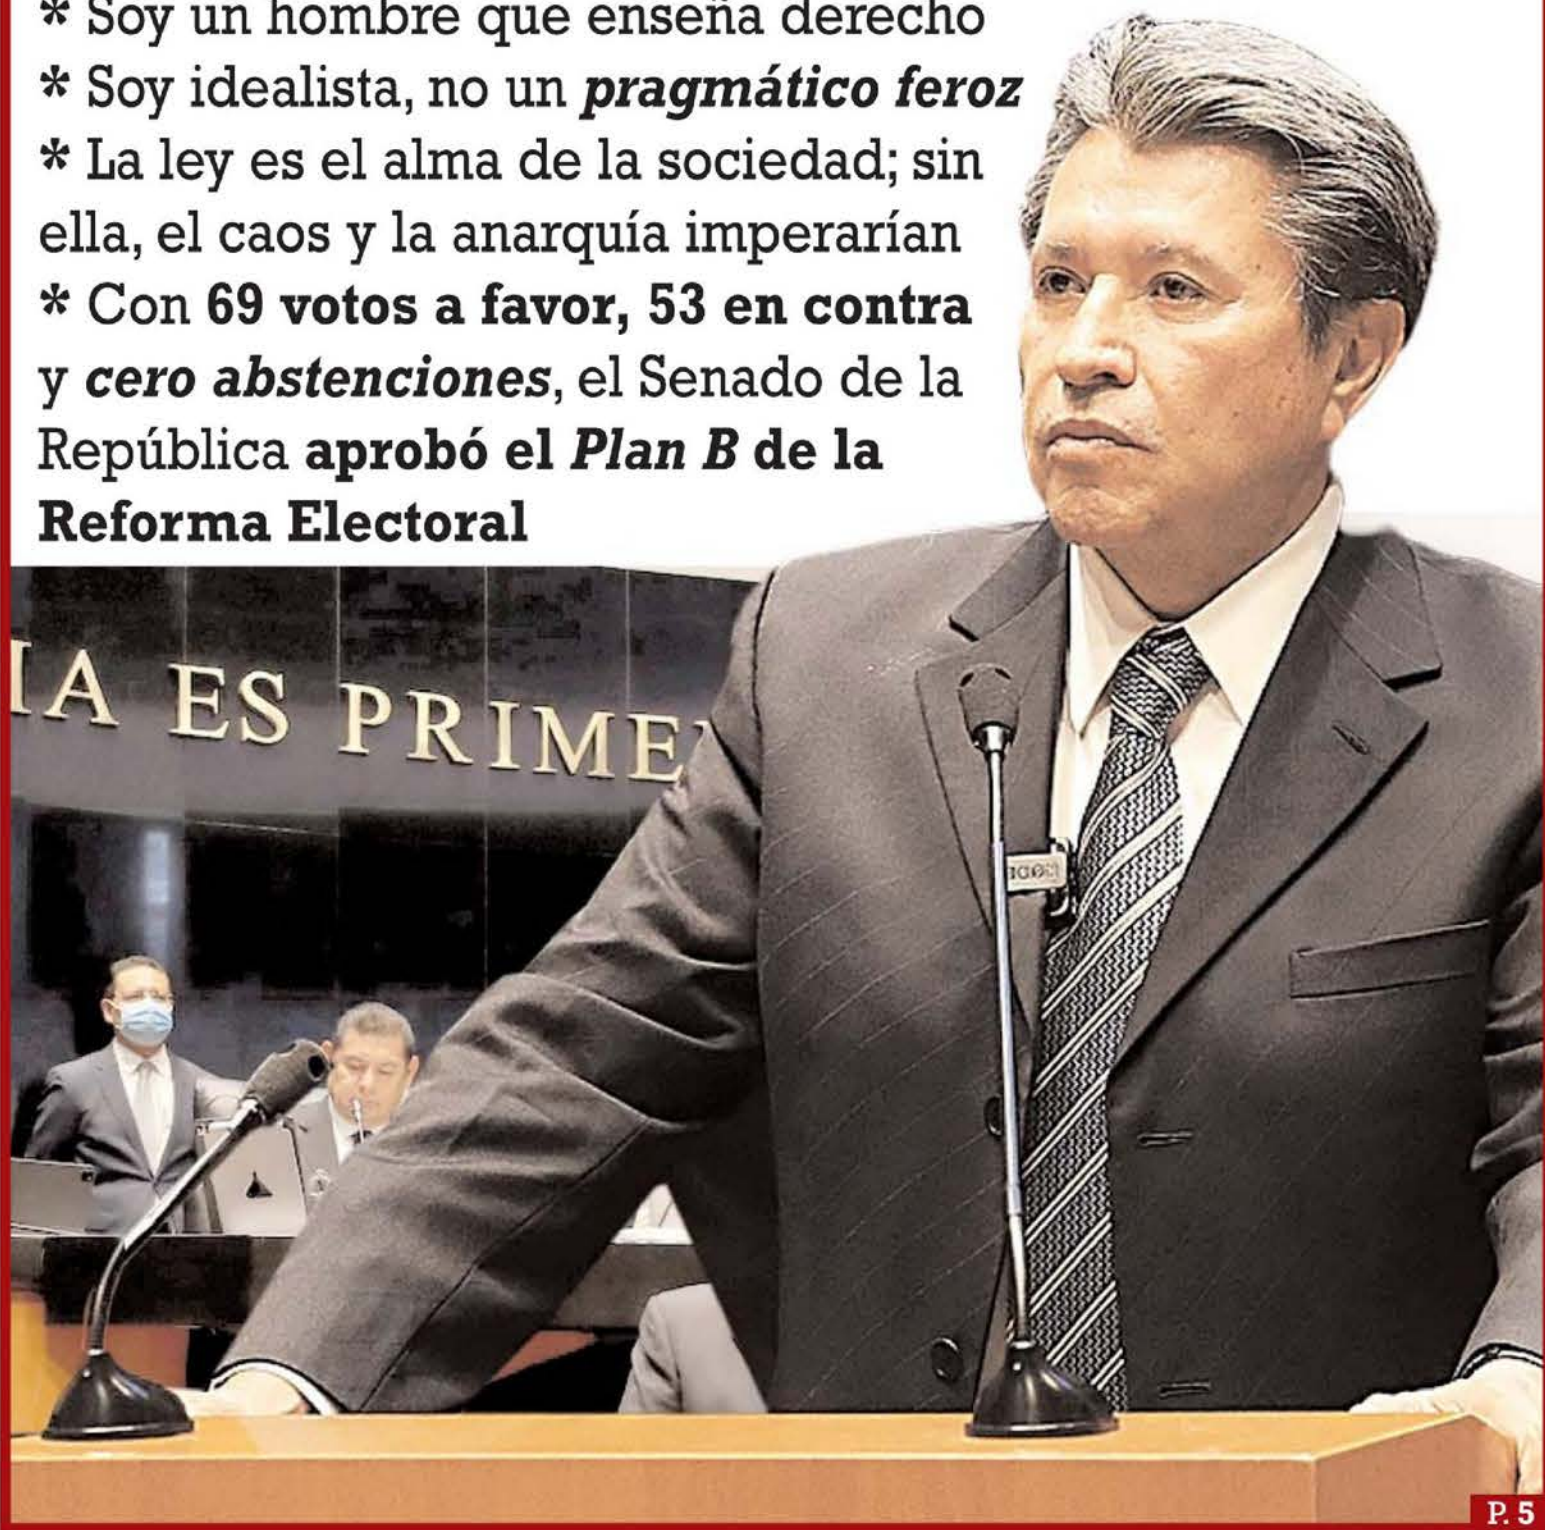 * Soy un hombre que enseña derecho
* Soy idealista, no un pragmático feroz
* La ley es el alma de la sociedad; sin
ella, el caos y la anarquía imperarían
* Con 69 votos a favor, 53 en contra
y cero abstenciones, el Senado de la
República aprobó el Plan B de la
Reforma Electoral
IA ES PRIME
P. 5